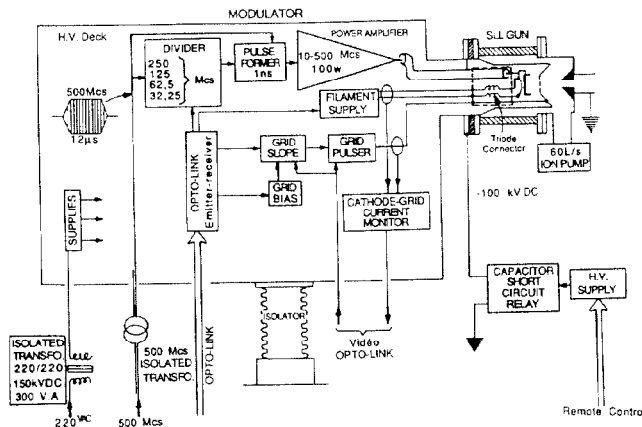 MODULATOR
H.V. Deck
DIVIDER
250
125
62,5
32,25
Mcs
PULSE
FORMER
1ns
POWER AMPLIFIER
10-500 Mcs
100w
S.I.I. GUN
500Mcs
12µs
FILAMENT
SUPPLY
Triode
Connector
60L/s
ION PUMP
OPTO-LINK
Emitter-receiver
GRID
SLOPE
GRID
PULSER
GRID
BIAS
CATHODE-GRID
CURRENT
MONITOR
-100 kV DC
SUPPLIES
CAPACITOR
SHORT
CIRCUIT
RELAY
H.V.
SUPPLY
ISOLATOR
ISOLATED
TRANSFO.
220/220
150kVDC
300 V.A
500 Mcs
ISOLATED
TRANSFO.
OPTO-LINK
Vidéo
OPTO-LINK
220 VAC
500 Mcs
Remote Control